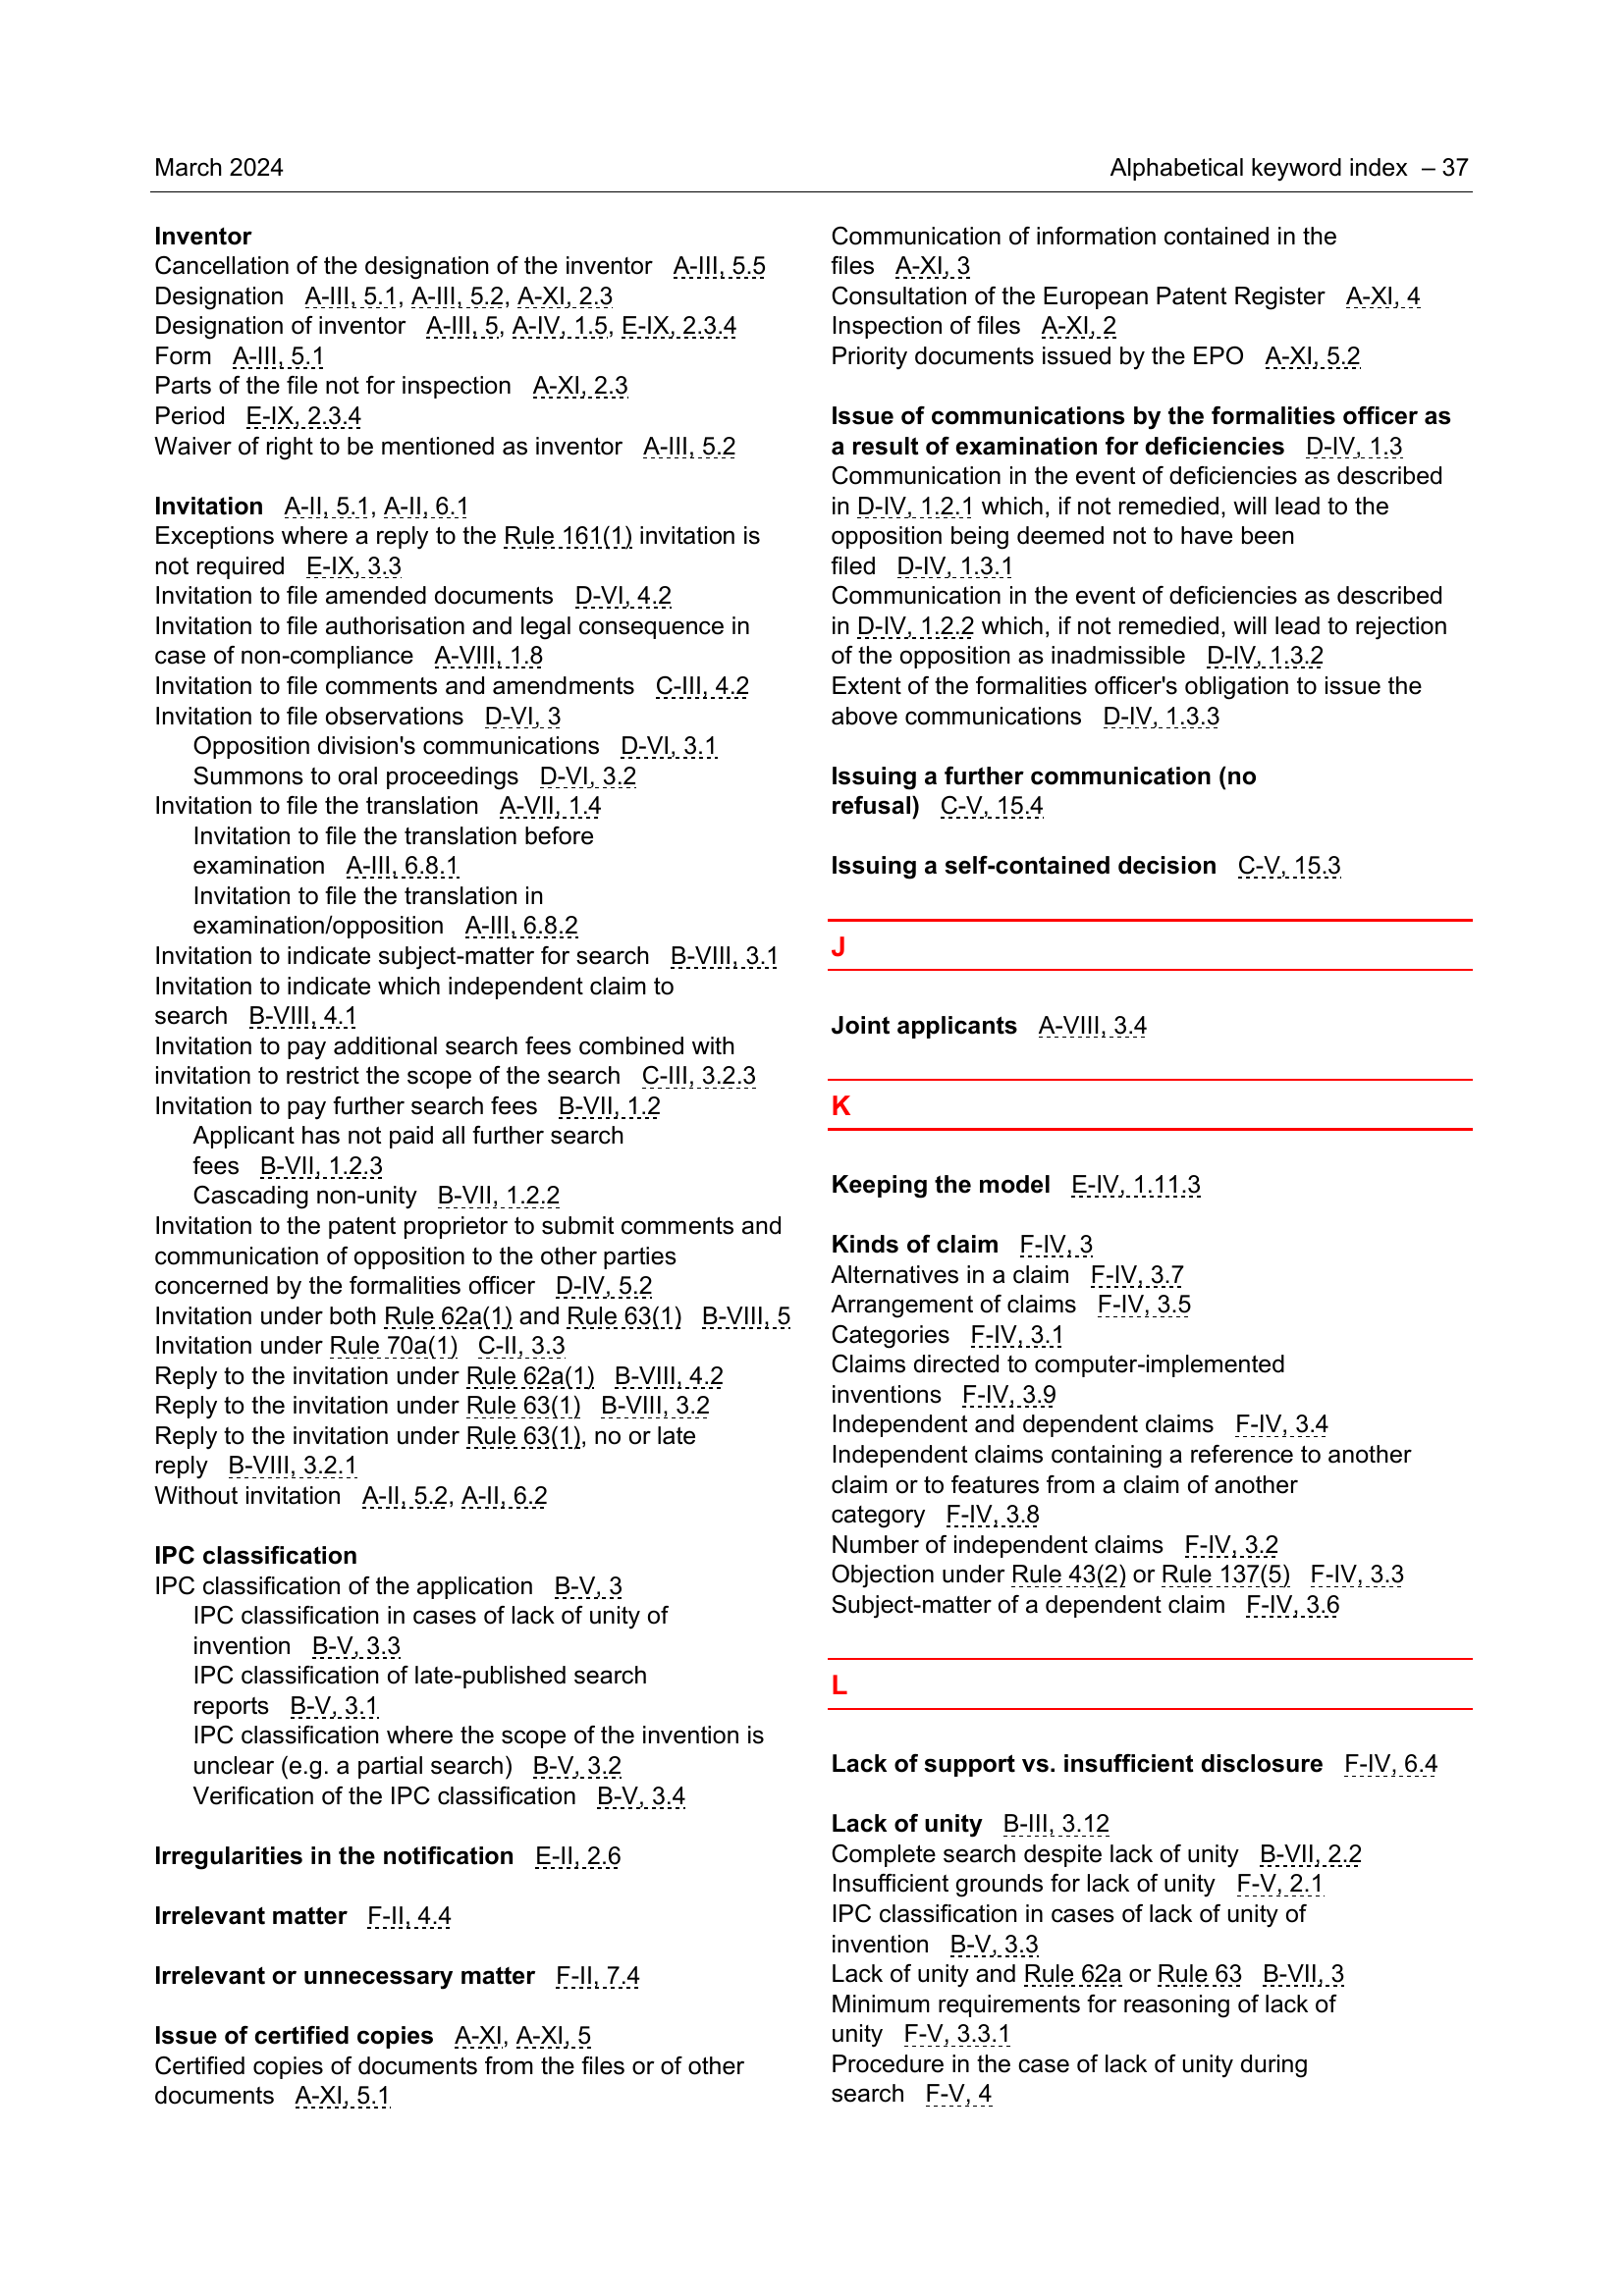 March 2024
Alphabetical keyword index – 37
Inventor
Cancellation of the designation of the inventor A-III, 5.5
Designation A-III, 5.1, A-III, 5.2, A-XI, 2.3
Designation of inventor A-III, 5, A-IV, 1.5, E-IX, 2.3.4
Form A-III, 5.1
Parts of the file not for inspection A-XI, 2.3
Period E-IX, 2.3.4
Waiver of right to be mentioned as inventor A-III, 5.2
Invitation A-II, 5.1, A-II, 6.1
Exceptions where a reply to the Rule 161(1) invitation is
not required E-IX, 3.3
Invitation to file amended documents D-VI, 4.2
Invitation to file authorisation and legal consequence in
case of non-compliance A-VIII, 1.8
Invitation to file comments and amendments C-III, 4.2
Invitation to file observations D-VI, 3
Opposition division's communications D-VI, 3.1
Summons to oral proceedings D-VI, 3.2
Invitation to file the translation A-VII, 1.4
Invitation to file the translation before
examination A-III, 6.8.1
Invitation to file the translation in
examination/opposition A-III, 6.8.2
Invitation to indicate subject-matter for search B-VIII, 3.1
Invitation to indicate which independent claim to
search B-VIII, 4.1
Invitation to pay additional search fees combined with
invitation to restrict the scope of the search C-III, 3.2.3
Invitation to pay further search fees B-VII, 1.2
Applicant has not paid all further search
fees B-VII, 1.2.3
Cascading non-unity B-VII, 1.2.2
Invitation to the patent proprietor to submit comments and
communication of opposition to the other parties
concerned by the formalities officer D-IV, 5.2
Invitation under both Rule 62a(1) and Rule 63(1) B-VIII, 5
Invitation under Rule 70a(1) C-II, 3.3
Reply to the invitation under Rule 62a(1) B-VIII, 4.2
Reply to the invitation under Rule 63(1) B-VIII, 3.2
Reply to the invitation under Rule 63(1), no or late
reply B-VIII, 3.2.1
Without invitation A-II, 5.2, A-II, 6.2
IPC classification
IPC classification of the application B-V, 3
IPC classification in cases of lack of unity of
invention B-V, 3.3
IPC classification of late-published search
reports B-V, 3.1
IPC classification where the scope of the invention is
unclear (e.g. a partial search) B-V, 3.2
Verification of the IPC classification B-V, 3.4
Irregularities in the notification E-II, 2.6
Irrelevant matter F-II, 4.4
Irrelevant or unnecessary matter F-II, 7.4
Issue of certified copies A-XI, A-XI, 5
Certified copies of documents from the files or of other
documents A-XI, 5.1
Communication of information contained in the
files A-XI, 3
Consultation of the European Patent Register A-XI, 4
Inspection of files A-XI, 2
Priority documents issued by the EPO A-XI, 5.2
Issue of communications by the formalities officer as
a result of examination for deficiencies D-IV, 1.3
Communication in the event of deficiencies as described
in D-IV, 1.2.1 which, if not remedied, will lead to the
opposition being deemed not to have been
filed D-IV, 1.3.1
Communication in the event of deficiencies as described
in D-IV, 1.2.2 which, if not remedied, will lead to rejection
of the opposition as inadmissible D-IV, 1.3.2
Extent of the formalities officer's obligation to issue the
above communications D-IV, 1.3.3
Issuing a further communication (no
refusal) C-V, 15.4
Issuing a self-contained decision C-V, 15.3
J
Joint applicants A-VIII, 3.4
K
Keeping the model E-IV, 1.11.3
Kinds of claim F-IV, 3
Alternatives in a claim F-IV, 3.7
Arrangement of claims F-IV, 3.5
Categories F-IV, 3.1
Claims directed to computer-implemented
inventions F-IV, 3.9
Independent and dependent claims F-IV, 3.4
Independent claims containing a reference to another
claim or to features from a claim of another
category F-IV, 3.8
Number of independent claims F-IV, 3.2
Objection under Rule 43(2) or Rule 137(5) F-IV, 3.3
Subject-matter of a dependent claim F-IV, 3.6
L
Lack of support vs. insufficient disclosure F-IV, 6.4
Lack of unity B-III, 3.12
Complete search despite lack of unity B-VII, 2.2
Insufficient grounds for lack of unity F-V, 2.1
IPC classification in cases of lack of unity of
invention B-V, 3.3
Lack of unity and Rule 62a or Rule 63 B-VII, 3
Minimum requirements for reasoning of lack of
unity F-V, 3.3.1
Procedure in the case of lack of unity during
search F-V, 4